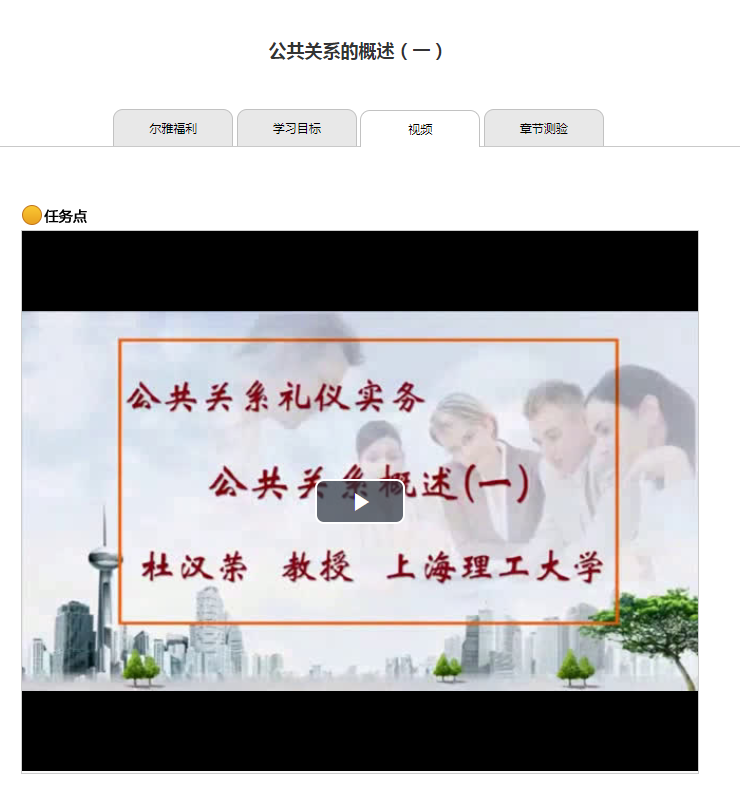 公共关系的概述（一）
尔雅福利 学习目标 视频 章节测验
任务点
公共关系礼仪实务
公共关系概述(一)
杜汉荣 教授 上海理工大学